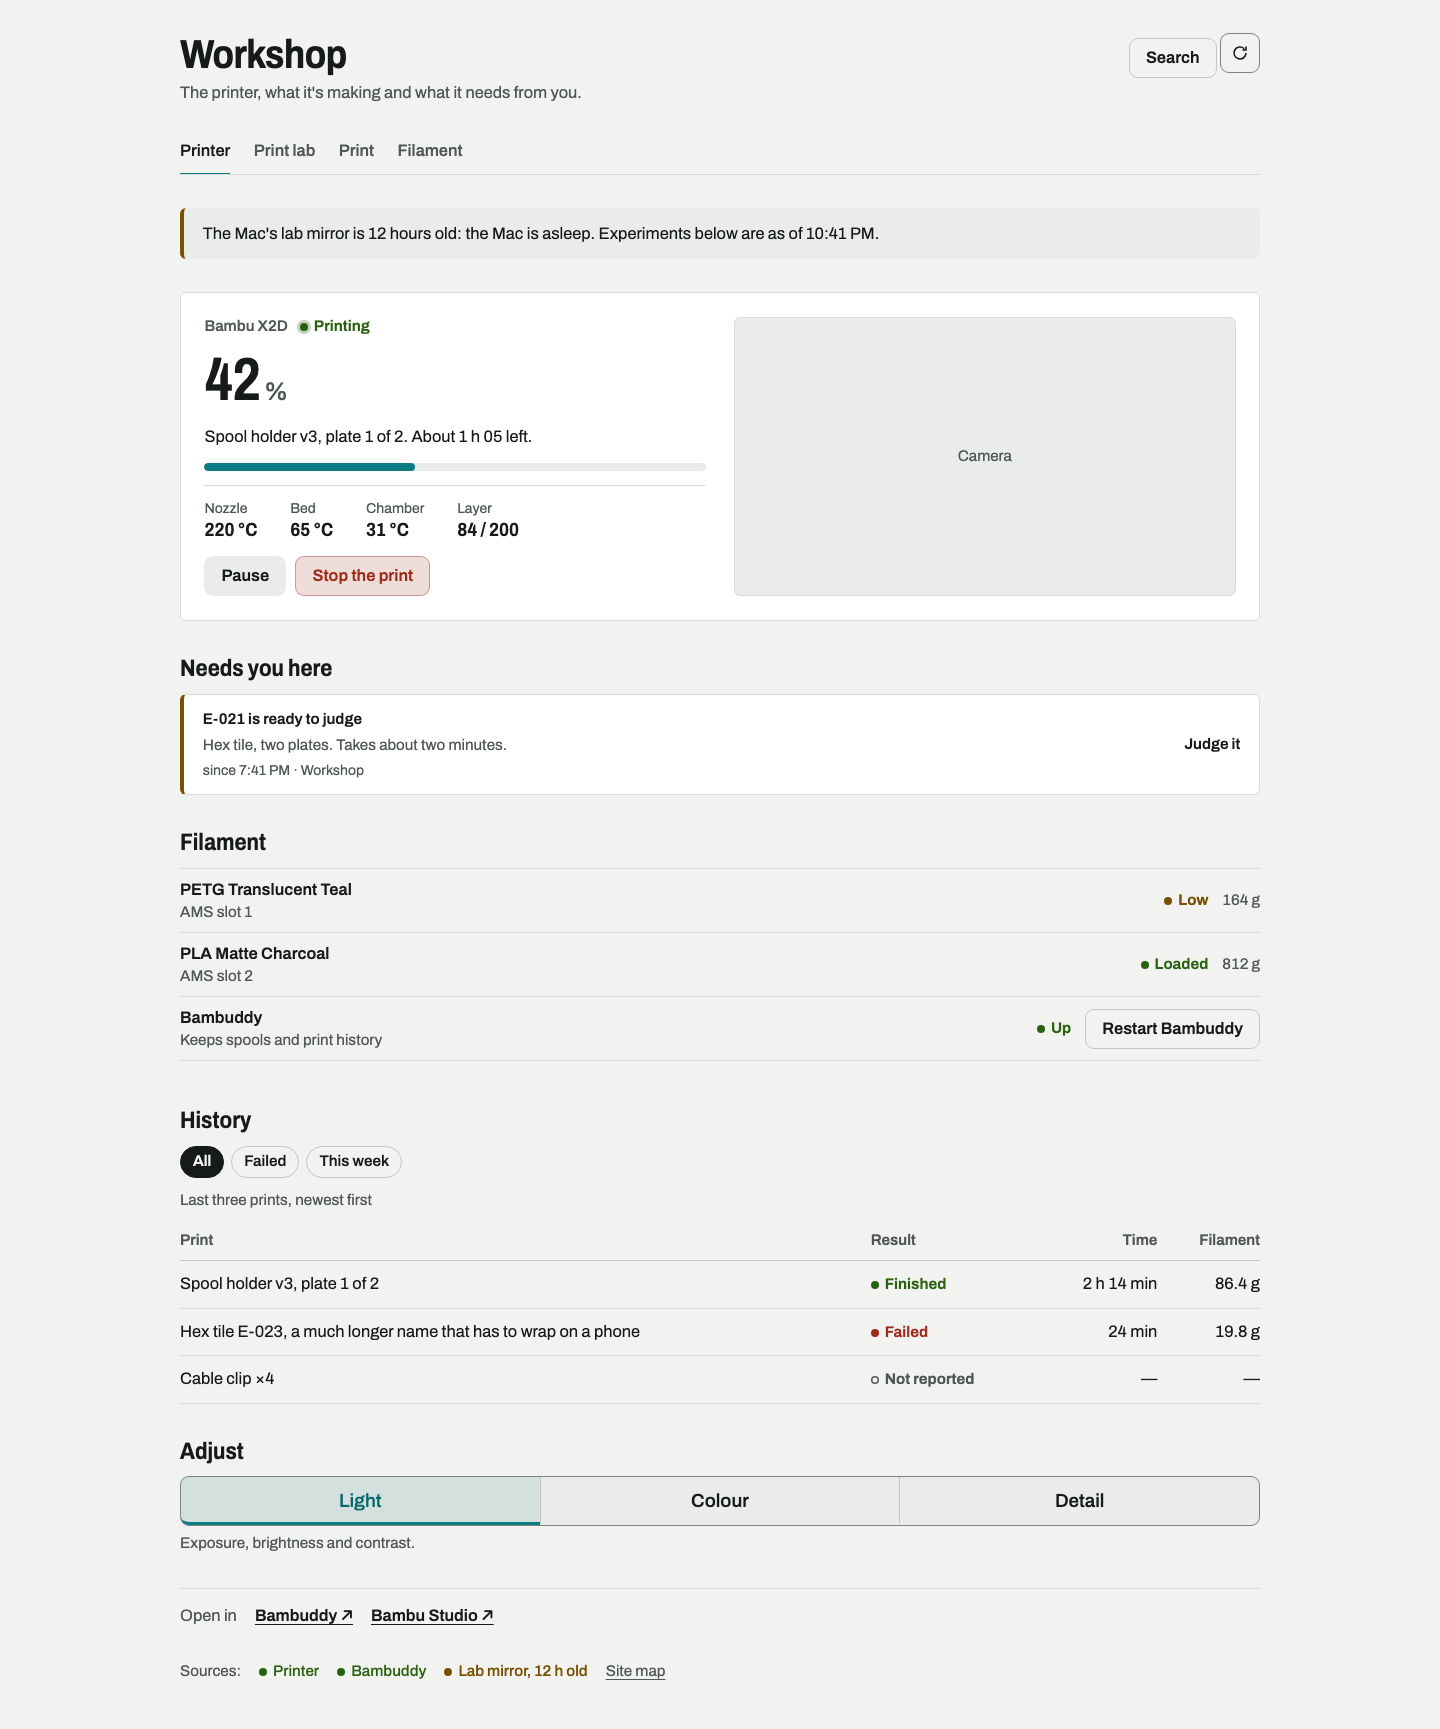 Workshop
Search
The printer, what it's making and what it needs from you.
Printer Print lab Print Filament
The Mac's lab mirror is 12 hours old: the Mac is asleep. Experiments below are as of 10:41 PM.
Bambu X2D Printing
42 %
Spool holder v3, plate 1 of 2. About 1 h 05 left.
Nozzle Bed Chamber Layer
220 °C 65 °C 31 °C 84 / 200
Pause Stop the print
Camera
Needs you here
E-021 is ready to judge
Hex tile, two plates. Takes about two minutes.
since 7:41 PM · Workshop
Judge it
Filament
PETG Translucent Teal
AMS slot 1
Low 164 g
PLA Matte Charcoal
AMS slot 2
Loaded 812 g
Bambuddy
Keeps spools and print history
Up Restart Bambuddy
History
All Failed This week
Last three prints, newest first
Print Result Time Filament
Spool holder v3, plate 1 of 2 Finished 2 h 14 min 86.4 g
Hex tile E-023, a much longer name that has to wrap on a phone Failed 24 min 19.8 g
Cable clip ×4 Not reported — —
Adjust
Light Colour Detail
Exposure, brightness and contrast.
Open in Bambuddy ↗ Bambu Studio ↗
Sources: Printer Bambuddy Lab mirror, 12 h old Site map